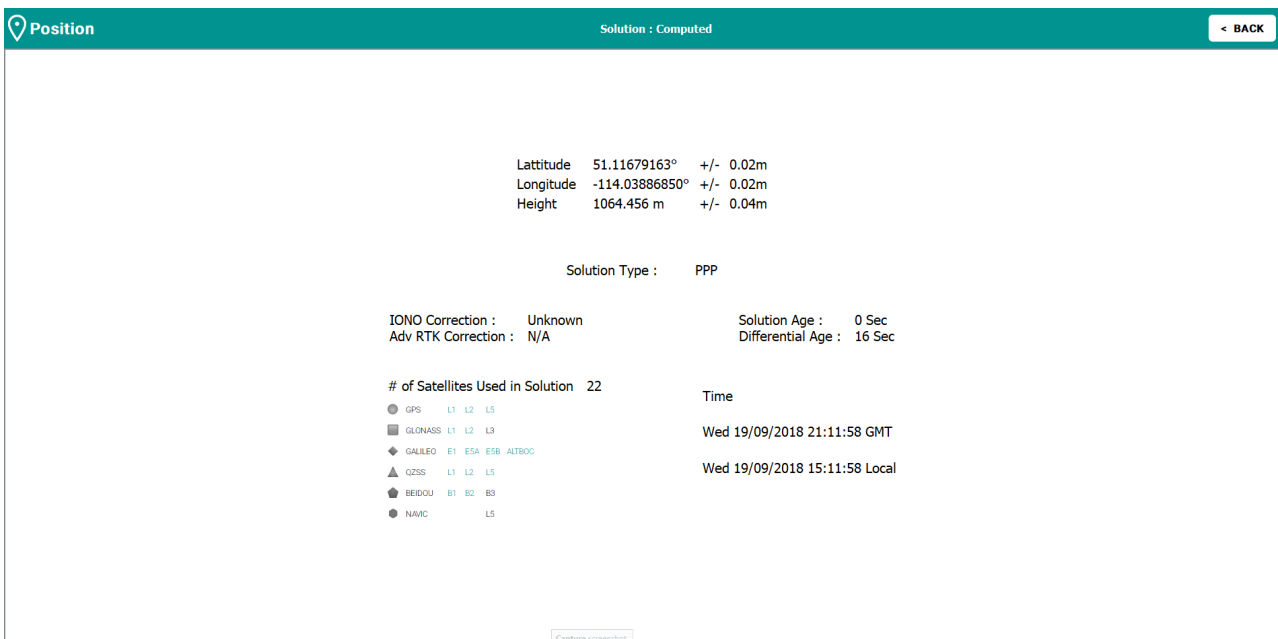 Position
Solution : Computed
< BACK
Lattitude 51.11679163° +/- 0.02m
Longitude -114.03886850° +/- 0.02m
Height 1064.456 m +/- 0.04m
Solution Type : PPP
IONO Correction : Unknown
Adv RTK Correction : N/A
Solution Age : 0 Sec
Differential Age : 16 Sec
# of Satellites Used in Solution 22
GPS L1 L2 L5
GLONASS L1 L2 L3
GALILEO E1 E5A E5B ALTBOC
QZSS L1 L2 L5
BEIDOU B1 B2 B3
NAVIC L5
Time
Wed 19/09/2018 21:11:58 GMT
Wed 19/09/2018 15:11:58 Local
Capture screenshot